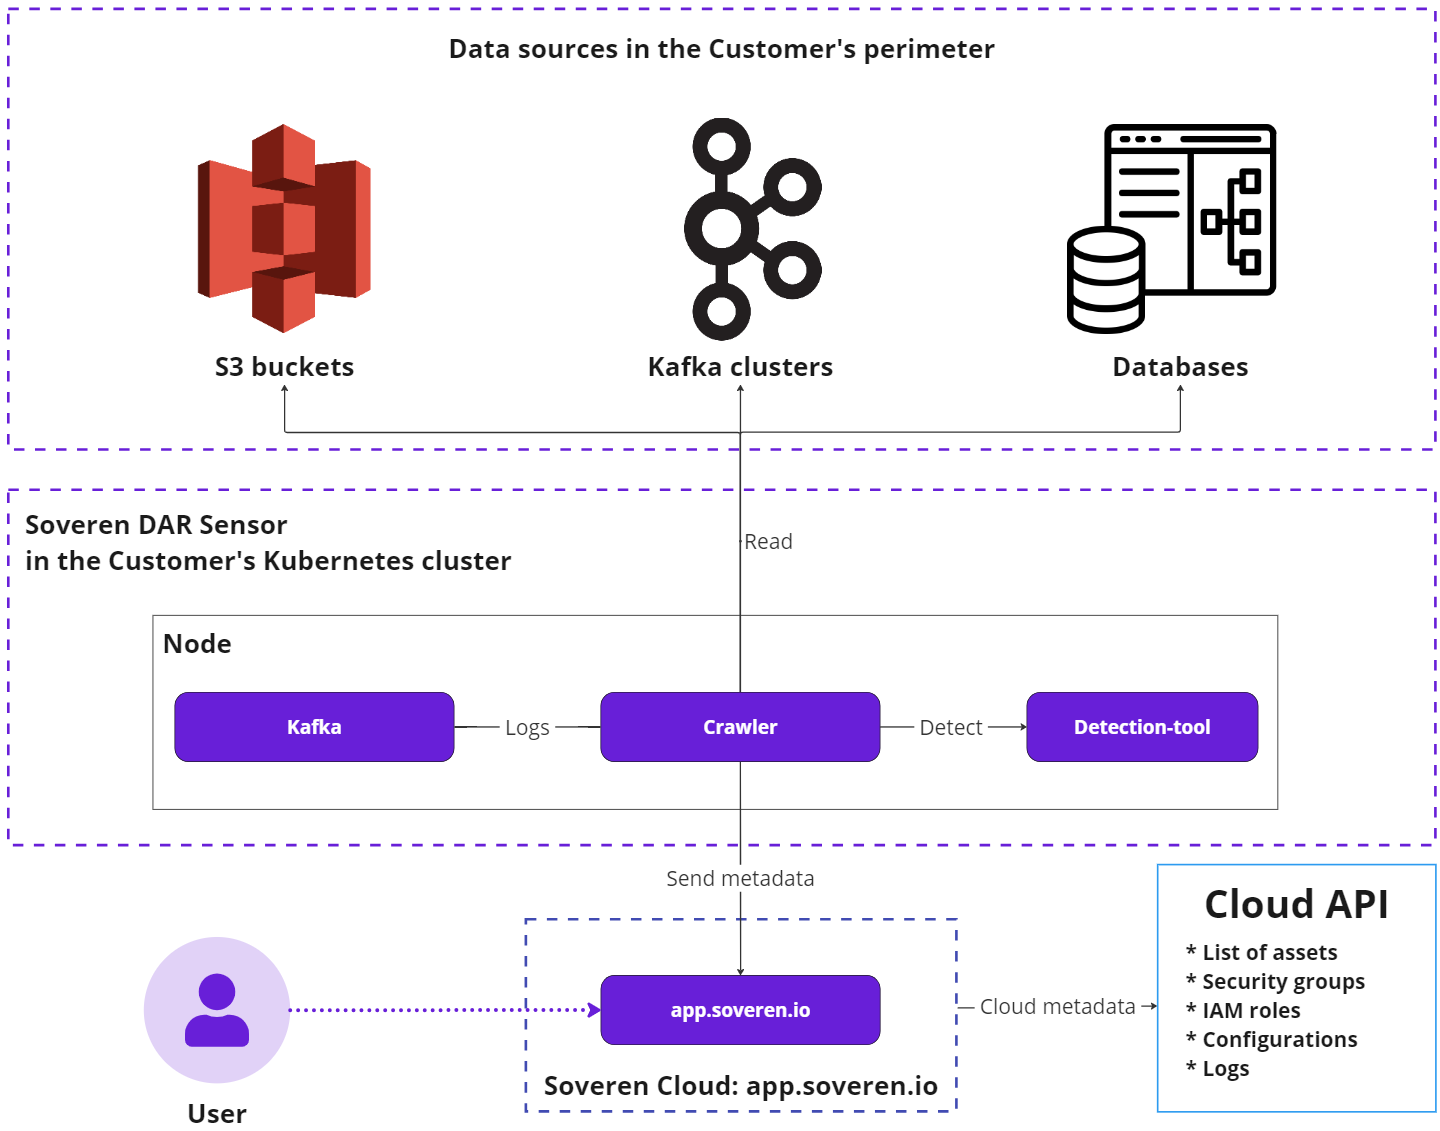 Data sources in the Customer's perimeter
S3 buckets
Kafka clusters
Databases
Soveren DAR Sensor
in the Customer's Kubernetes cluster
Read
Node
Kafka
Logs
Crawler
Detect
Detection-tool
Send metadata
Cloud API
* List of assets
* Security groups
* IAM roles
* Configurations
* Logs
app.soveren.io
Cloud metadata
Soveren Cloud: app.soveren.io
User